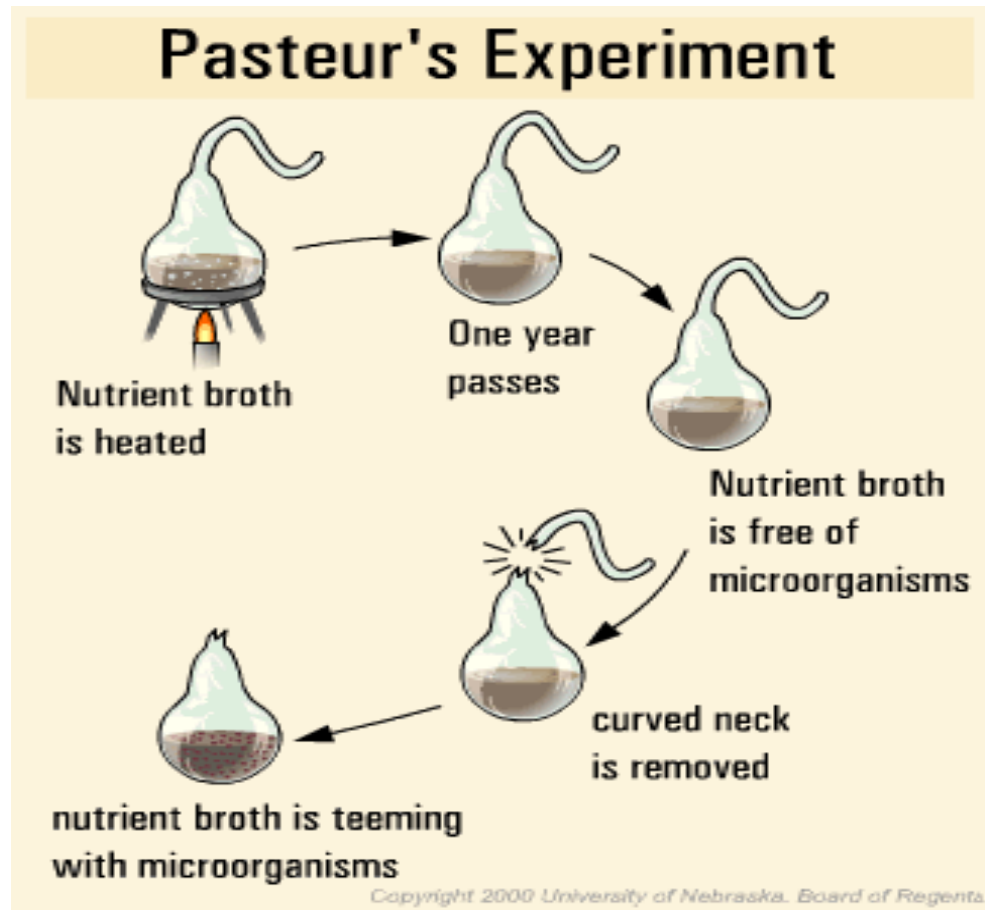 Pasteur's Experiment
Nutrient broth
is heated
One year
passes
Nutrient broth
is free of
microorganisms
curved neck
is removed
nutrient broth is teeming
with microorganisms
Copyright 2000 University of Nebraska. Board of Regents